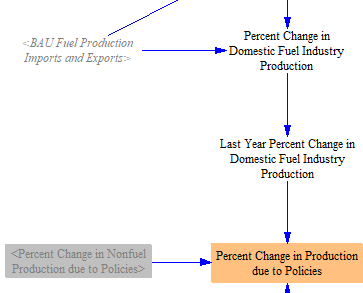 Percent Change in
Domestic Fuel Industry
Production
<BAU Fuel Production
Imports and Exports>
Last Year Percent Change in
Domestic Fuel Industry
Production
<Percent Change in Nonfuel
Production due to Policies>
Percent Change in Production
due to Policies